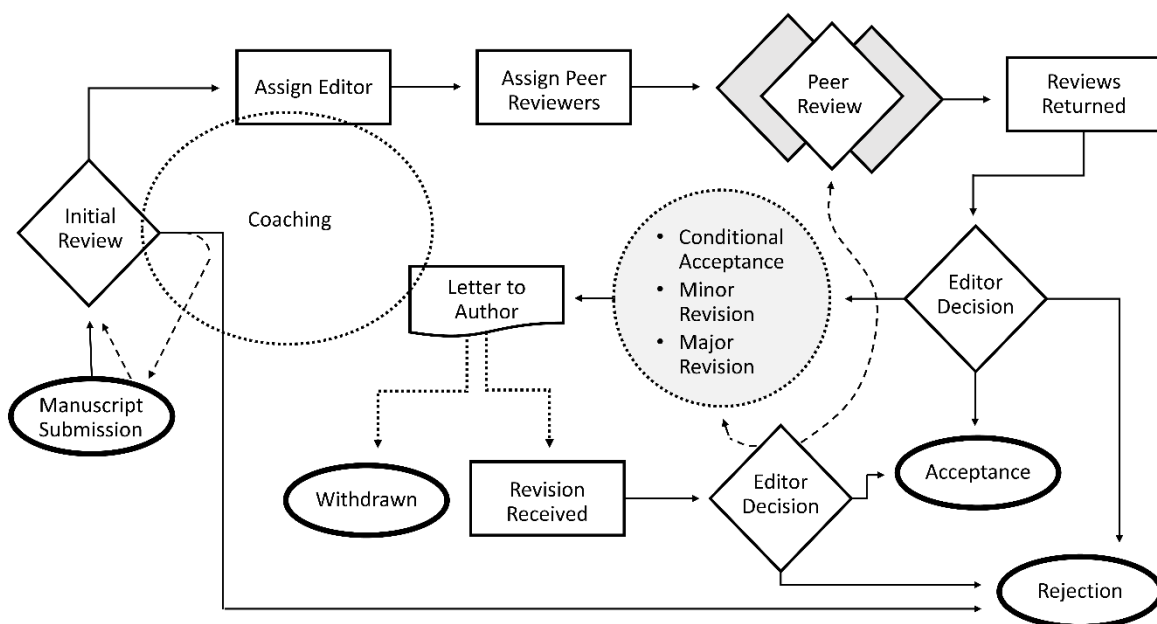 Assign Editor
Assign Peer
Reviewers
Peer
Review
Reviews
Returned
Initial
Review
Coaching
• Conditional
Acceptance
• Minor
Revision
• Major
Revision
Letter to
Author
Editor
Decision
Manuscript
Submission
Withdrawn
Revision
Received
Editor
Decision
Acceptance
Rejection